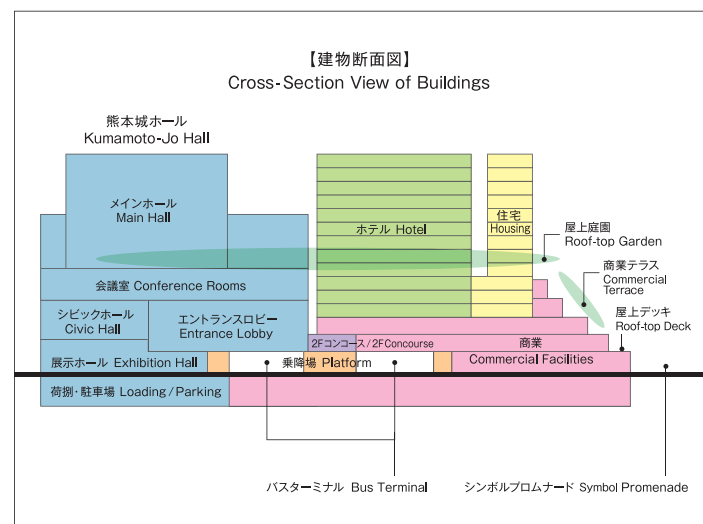 【建物断面図】
Cross-Section View of Buildings
熊本城ホール
Kumamoto-Jo Hall
メインホール
Main Hall
ホテル Hotel
住宅
Housing
屋上庭園
Roof-top Garden
商業テラス
Commercial
Terrace
屋上デッキ
Roof-top Deck
会議室 Conference Rooms
シビックホール
Civic Hall
エントランスロビー
Entrance Lobby
2Fコンコース/2F Concourse
商業
Commercial Facilities
展示ホール Exhibition Hall
乗降場 Platform
荷捌・駐車場 Loading/Parking
バスターミナル Bus Terminal
シンボルプロムナード Symbol Promenade